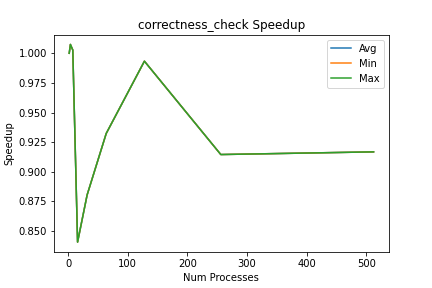 correctness_check Speedup
Avg
Min
Max
1.000
0.975
0.950
0.925
0.900
0.875
0.850
Speedup
0
100
200
300
400
500
Num Processes